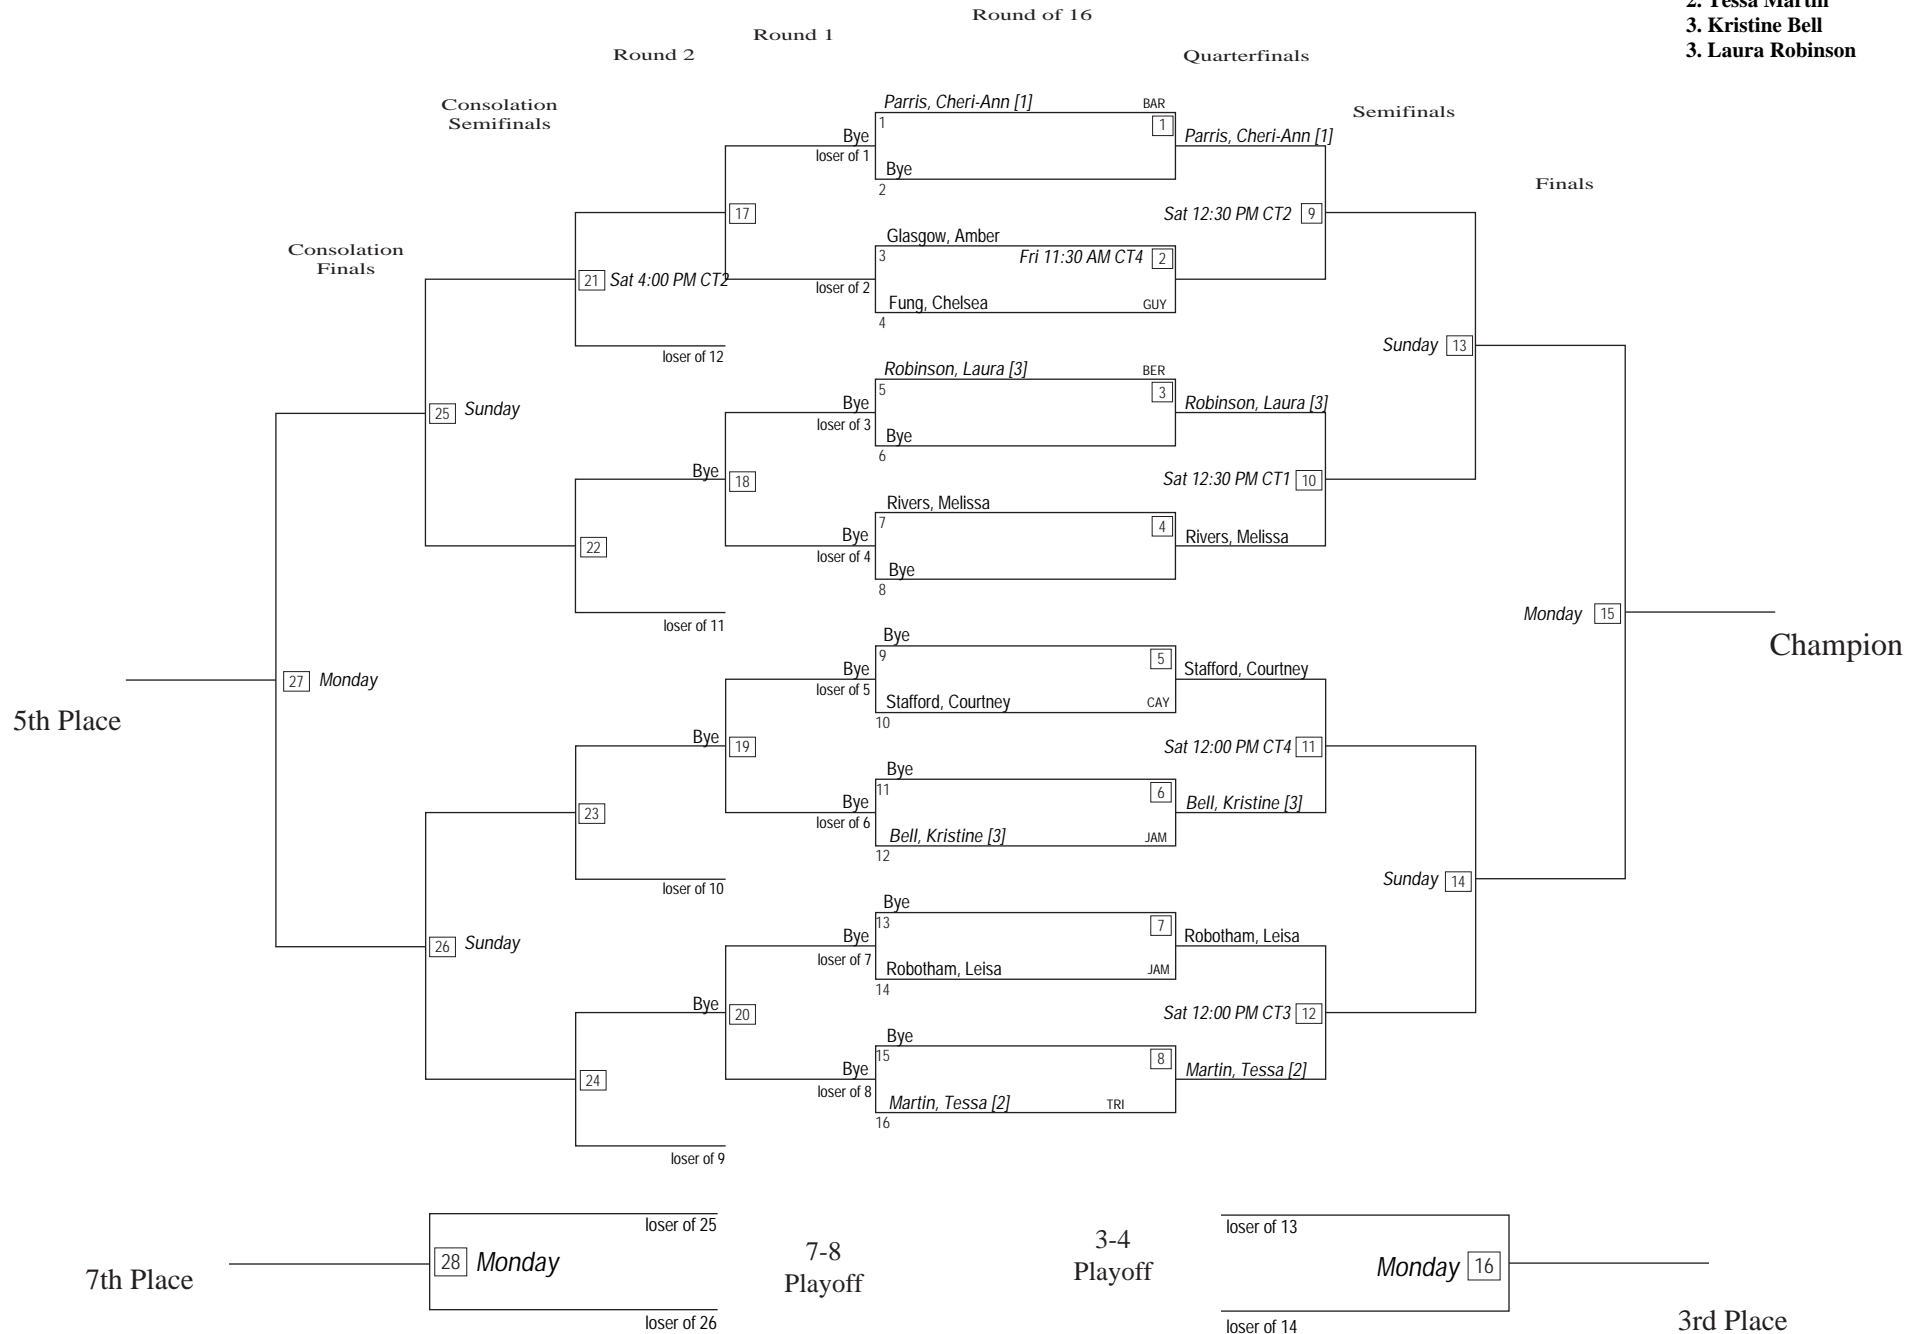 2. Tessa Martin
3. Kristine Bell
3. Laura Robinson
Round of 16
Round 1
Round 2
Quarterfinals
Consolation
Semifinals
Semifinals
Finals
Consolation
Finals
Parris, Cheri-Ann [1] BAR
1
1
Bye
loser of 1
Parris, Cheri-Ann [1]
Bye
2
17
Sat 12:30 PM CT2 9
Glasgow, Amber
3
Fri 11:30 AM CT4 2
21 Sat 4:00 PM CT2
loser of 2
Fung, Chelsea GUY
4
Sunday 13
loser of 12
Robinson, Laura [3] BER
5
3
Bye
loser of 3
Robinson, Laura [3]
25 Sunday
Bye
6
Bye
18
Sat 12:30 PM CT1 10
Rivers, Melissa
7
4
Bye
loser of 4
Rivers, Melissa
22
Bye
8
Monday 15
loser of 11
Champion
Bye
9
5
Bye
loser of 5
Stafford, Courtney
27 Monday
5th Place
Stafford, Courtney CAY
10
Bye
19
Sat 12:00 PM CT4 11
Bye
11
6
Bye
loser of 6
Bell, Kristine [3]
23
Bell, Kristine [3] JAM
12
Sunday 14
loser of 10
Bye
13
7
Bye
loser of 7
Robotham, Leisa
26 Sunday
Robotham, Leisa JAM
14
Bye
20
Sat 12:00 PM CT3 12
Bye
15
8
Bye
loser of 8
Martin, Tessa [2]
24
Martin, Tessa [2] TRI
16
loser of 9
loser of 25
28 Monday
7th Place
loser of 26
7-8
Playoff
3-4
Playoff
loser of 13
Monday 16
loser of 14
3rd Place